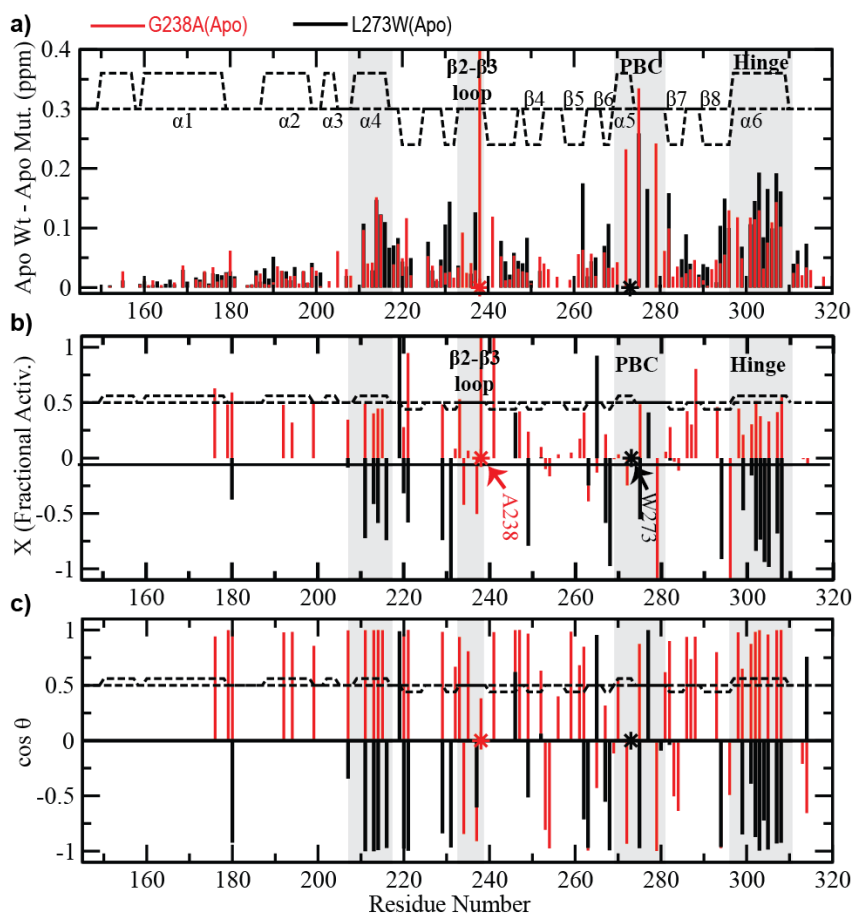 G238A(Apo) L273W(Apo)
a)
Apo Wt - Apo Mut. (ppm)
0.4
0.3
0.2
0.1
0
β2-β3
loop
PBC
Hinge
α1 α2 α3 α4 β4 β5 β6 α5 β7 β8 α6
160 180 200 220 240 260 280 300 320
b)
X (Fractional Activ.)
1
0.5
0
-0.5
-1
β2-β3
loop
PBC
Hinge
A238
W273
160 180 200 220 240 260 280 300 320
c)
cos θ
1
0.5
0
-0.5
-1
160 180 200 220 240 260 280 300 320
Residue Number